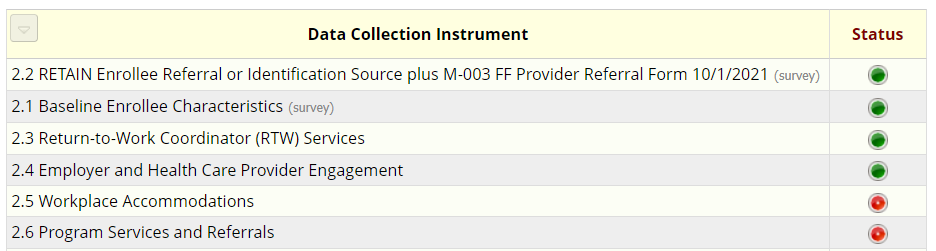 Data Collection Instrument Status
2.2 RETAIN Enrollee Referral or Identification Source plus M-003 FF Provider Referral Form 10/1/2021 (survey)
2.1 Baseline Enrollee Characteristics (survey)
2.3 Return-to-Work Coordinator (RTW) Services
2.4 Employer and Health Care Provider Engagement
2.5 Workplace Accommodations
2.6 Program Services and Referrals